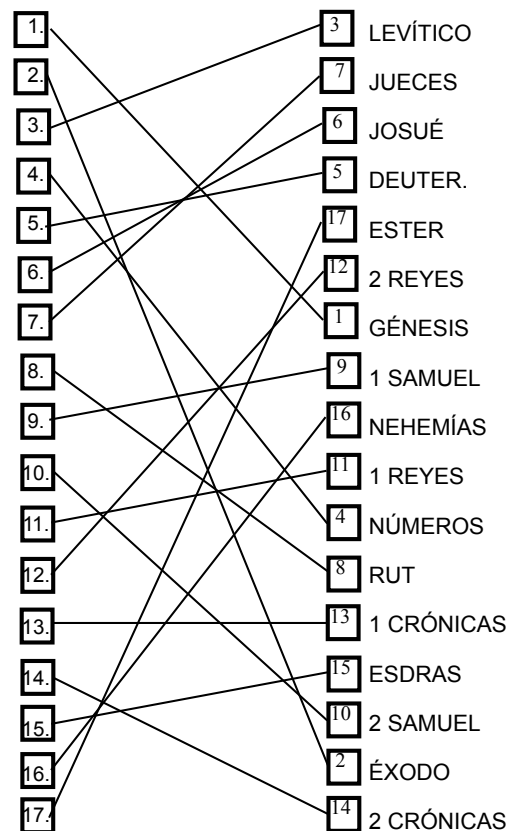 1. 3 LEVÍTICO
2. 7 JUECES
3. 6 JOSUÉ
4. 5 DEUTER.
5. 17 ESTER
6. 12 2 REYES
7. 1 GÉNESIS
8. 9 1 SAMUEL
9. 16 NEHEMÍAS
10. 11 1 REYES
11. 4 NÚMEROS
12. 8 RUT
13. 13 1 CRÓNICAS
14. 15 ESDRAS
15. 10 2 SAMUEL
16. 2 ÉXODO
17. 14 2 CRÓNICAS